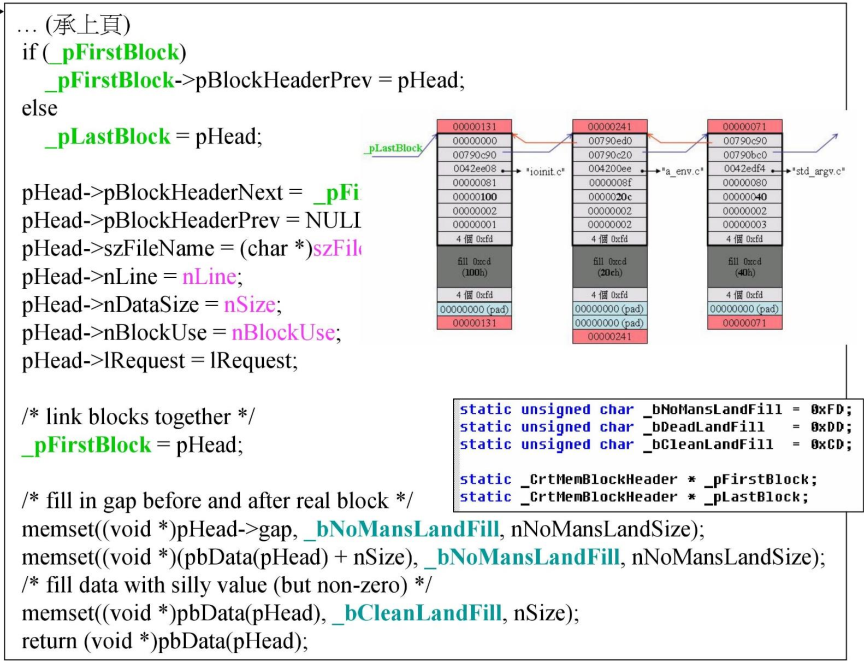 … (承上頁)
if (_pFirstBlock)
_pFirstBlock->pBlockHeaderPrev = pHead;
else
_pLastBlock = pHead;
pHead->pBlockHeaderNext = _pFi
pHead->pBlockHeaderPrev = NULL
pHead->szFileName = (char *)szFile
pHead->nLine = nLine;
pHead->nDataSize = nSize;
pHead->nBlockUse = nBlockUse;
pHead->lRequest = lRequest;
/* link blocks together */
_pFirstBlock = pHead;
/* fill in gap before and after real block */
memset((void *)pHead->gap, _bNoMansLandFill, nNoMansLandSize);
memset((void *)(pbData(pHead) + nSize), _bNoMansLandFill, nNoMansLandSize);
/* fill data with silly value (but non-zero) */
memset((void *)pbData(pHead), _bCleanLandFill, nSize);
return (void *)pbData(pHead);
_pLastBlock
00000131
00000000
00790c90
0042ee08
"ioinit.c"
00000081
00000100
00000002
00000001
4 個 0xfd
fill 0xcd
(100h)
4 個 0xfd
00000000 (pad)
00000131
00000241
00790ed0
00790c20
004200ee
"a_env.c"
0000008f
0000020c
00000002
00000002
4 個 0xfd
fill 0xcd
(20ch)
4 個 0xfd
00000000 (pad)
00000000 (pad)
00000241
00000071
00790c90
00790bc0
0042edf4
"std_argv.c"
00000080
00000040
00000002
00000003
4 個 0xfd
fill 0xcd
(40h)
4 個 0xfd
00000000 (pad)
00000071
static unsigned char _bNoMansLandFill = 0xFD;
static unsigned char _bDeadLandFill = 0xDD;
static unsigned char _bCleanLandFill = 0xCD;
static _CrtMemBlockHeader * _pFirstBlock;
static _CrtMemBlockHeader * _pLastBlock;